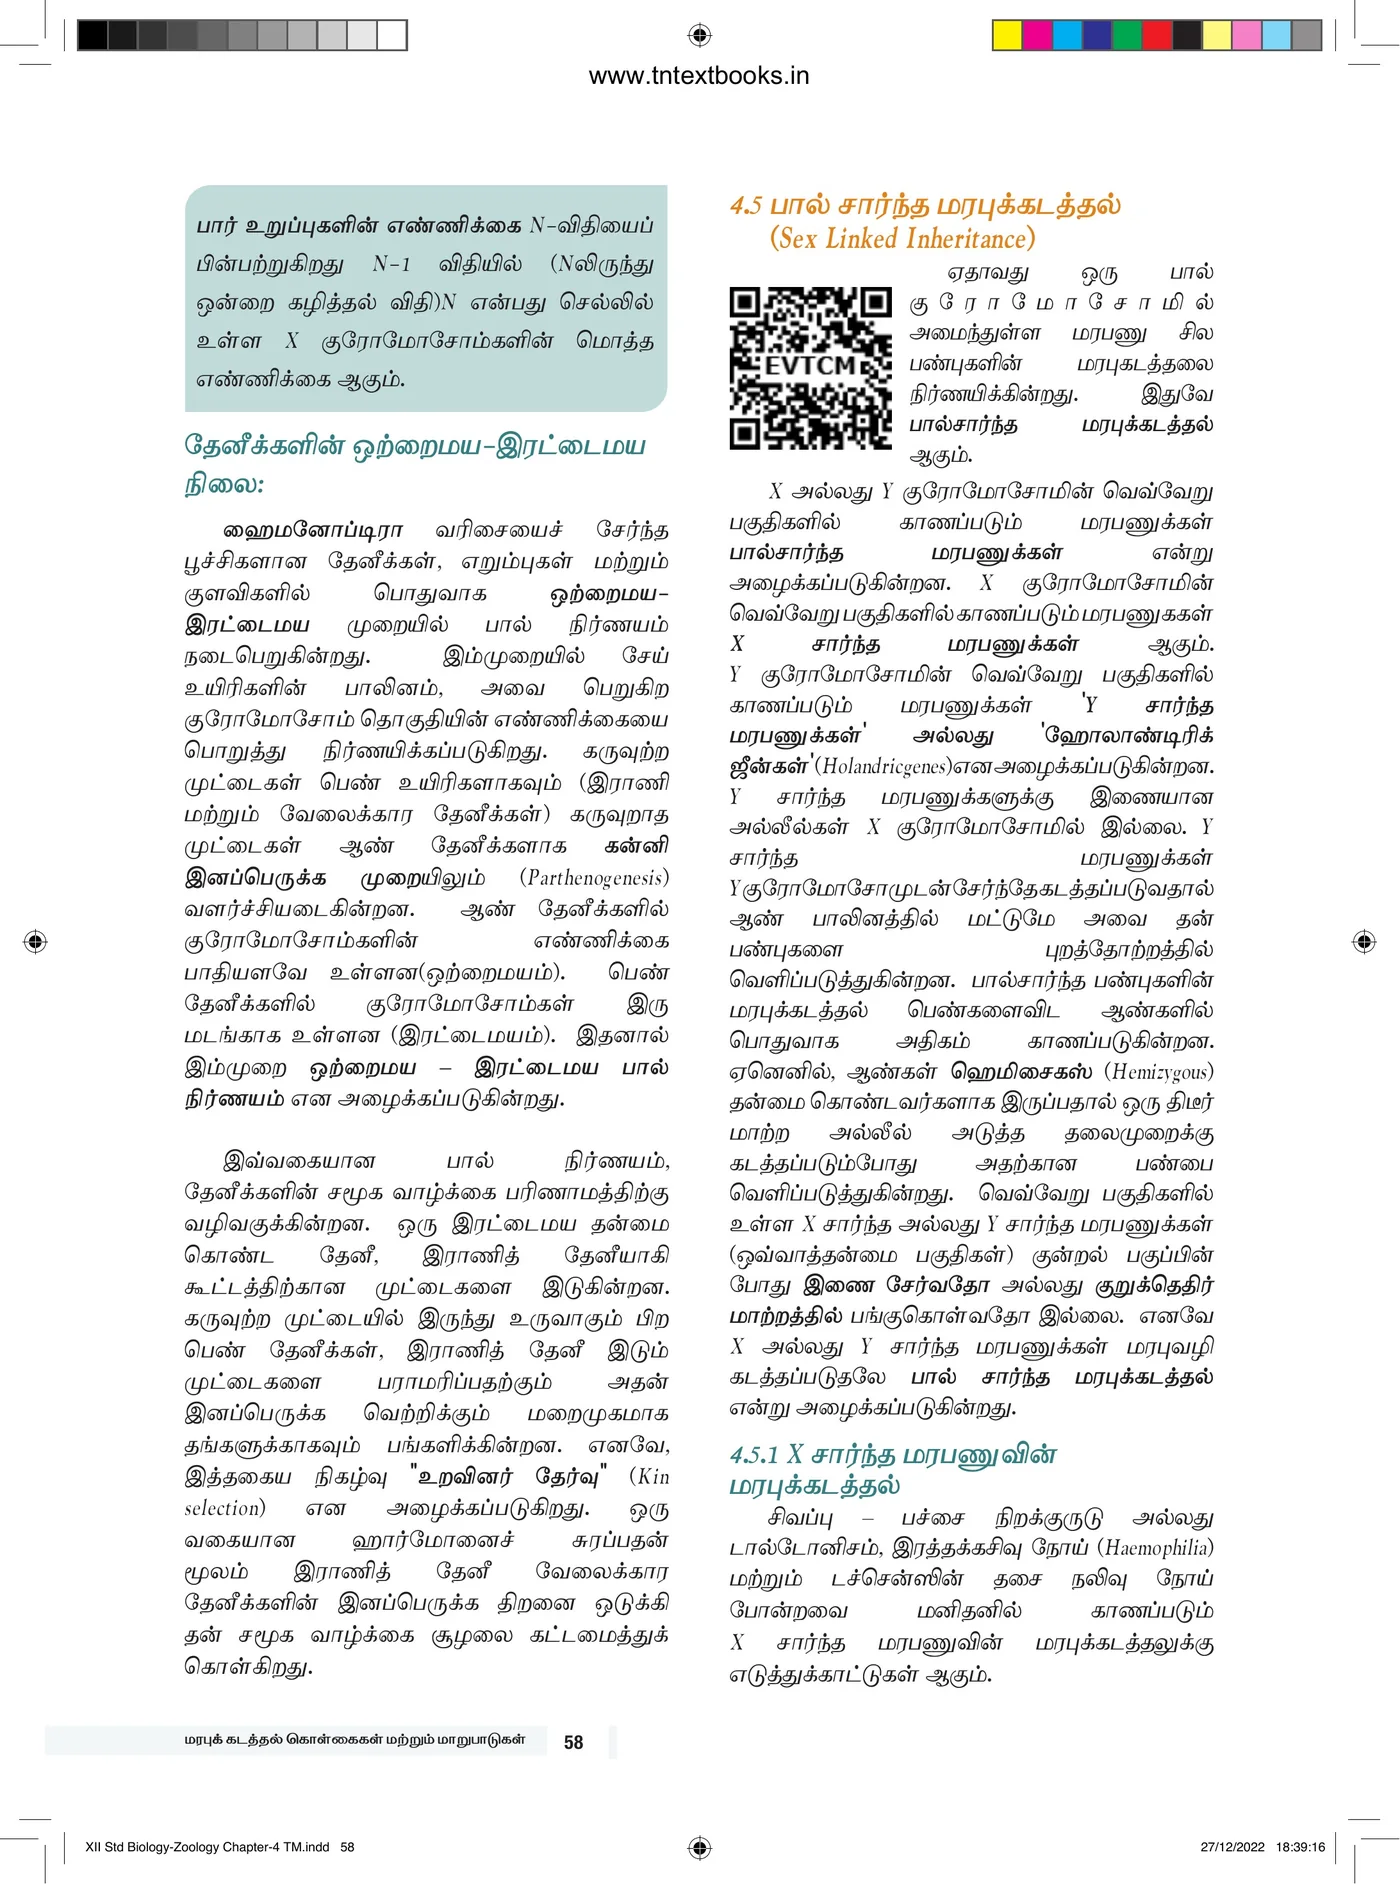 www.tntextbooks.in
பார் உறுப்புகளின் எண்ணிக்கை N-விதியைப்
பின்பற்றுகிறது N-1 விதியில் (Nலிருந்து
ஒன்றை கழித்தல் விதி)N என்பது செல்லில்
உள்ள X குரோமோசோம்களின் மொத்த
எண்ணிக்கை ஆகும்.
தேனீக்களின் ஒற்றைமய-இரட்டைமய
நிலை:
ஹைமனோப்டிரா வரிசையைச் சேர்ந்த
பூச்சிகளான தேனீக்கள், எறும்புகள் மற்றும்
குளவிகளில் பொதுவாக ஒற்றைமய-
இரட்டைமய முறையில் பால் நிர்ணயம்
நடைபெறுகின்றது. இம்முறையில் சேய்
உயிரிகளின் பாலினம், அவை பெறுகிற
குரோமோசோம் தொகுதியின் எண்ணிக்கையை
பொறுத்து நிர்ணயிக்கப்படுகிறது. கருவுற்ற
முட்டைகள் பெண் உயிரிகளாகவும் (இராணி
மற்றும் வேலைக்கார தேனீக்கள்) கருவுறாத
முட்டைகள் ஆண் தேனீக்களாக கன்னி
இனப்பெருக்க முறையிலும் (Parthenogenesis)
வளர்ச்சியடைகின்றன. ஆண் தேனீக்களில்
குரோமோசோம்களின் எண்ணிக்கை
பாதியளவே உள்ளன(ஒற்றைமயம்). பெண்
தேனீக்களில் குரோமோசோம்கள் இரு
மடங்காக உள்ளன (இரட்டைமயம்). இதனால்
இம்முறை ஒற்றைமய – இரட்டைமய பால்
நிர்ணயம் என அழைக்கப்படுகின்றது.
இவ்வகையான பால் நிர்ணயம்,
தேனீக்களின் சமூக வாழ்க்கை பரிணாமத்திற்கு
வழிவகுக்கின்றன. ஒரு இரட்டைமய தன்மை
கொண்ட தேனீ, இராணித் தேனீயாகி
கூட்டத்திற்கான முட்டைகளை இடுகின்றன.
கருவுற்ற முட்டையில் இருந்து உருவாகும் பிற
பெண் தேனீக்கள், இராணித் தேனீ இடும்
முட்டைகளை பராமரிப்பதற்கும் அதன்
இனப்பெருக்க வெற்றிக்கும் மறைமுகமாக
தங்களுக்காகவும் பங்களிக்கின்றன. எனவே,
இத்தகைய நிகழ்வு "உறவினர் தேர்வு" (Kin
selection) என அழைக்கப்படுகிறது. ஒரு
வகையான ஹார்மோனைச் சுரப்பதன்
மூலம் இராணித் தேனீ வேலைக்கார
தேனீக்களின் இனப்பெருக்க திறனை ஒடுக்கி
தன் சமூக வாழ்க்கை சூழலை கட்டமைத்துக்
கொள்கிறது.
4.5 பால் சார்ந்த மரபுக்கடத்தல்
(Sex Linked Inheritance)
ஏதாவது ஒரு பால்
குரோமோசோமில்
அமைந்துள்ள மரபணு சில
பண்புகளின் மரபுகடத்தலை
நிர்ணயிக்கின்றது. இதுவே
பால்சார்ந்த மரபுக்கடத்தல்
ஆகும்.
EVTCM
X அல்லது Y குரோமோசோமின் வெவ்வேறு
பகுதிகளில் காணப்படும் மரபணுக்கள்
பால்சார்ந்த மரபணுக்கள் என்று
அழைக்கப்படுகின்றன. X குரோமோசோமின்
வெவ்வேறு பகுதிகளில் காணப்படும் மரபணுககள்
X சார்ந்த மரபணுக்கள் ஆகும்.
Y குரோமோசோமின் வெவ்வேறு பகுதிகளில்
காணப்படும் மரபணுக்கள் 'Y சார்ந்த
மரபணுக்கள்' அல்லது 'ஹோலாண்டிரிக்
ஜீன்கள்'(Holandricgenes)எனஅழைக்கப்படுகின்றன.
Y சார்ந்த மரபணுக்களுக்கு இணையான
அல்லீல்கள் X குரோமோசோமில் இல்லை. Y
சார்ந்த மரபணுக்கள்
Yகுரோமோசோமுடன்சேர்ந்தேகடத்தப்படுவதால்
ஆண் பாலினத்தில் மட்டுமே அவை தன்
பண்புகளை புறத்தோற்றத்தில்
வெளிப்படுத்துகின்றன. பால்சார்ந்த பண்புகளின்
மரபுக்கடத்தல் பெண்களைவிட ஆண்களில்
பொதுவாக அதிகம் காணப்படுகின்றன.
ஏனெனில், ஆண்கள் ஹெமிசைகஸ் (Hemizygous)
தன்மை கொண்டவர்களாக இருப்பதால் ஒரு திடீர்
மாற்ற அல்லீல் அடுத்த தலைமுறைக்கு
கடத்தப்படும்போது அதற்கான பண்பை
வெளிப்படுத்துகின்றது. வெவ்வேறு பகுதிகளில்
உள்ள X சார்ந்த அல்லது Y சார்ந்த மரபணுக்கள்
(ஒவ்வாத்தன்மை பகுதிகள்) குன்றல் பகுப்பின்
போது இணை சேர்வதோ அல்லது குறுக்கெதிர்
மாற்றத்தில் பங்குகொள்வதோ இல்லை. எனவே
X அல்லது Y சார்ந்த மரபணுக்கள் மரபுவழி
கடத்தப்படுதலே பால் சார்ந்த மரபுக்கடத்தல்
என்று அழைக்கப்படுகின்றது.
4.5.1 X சார்ந்த மரபணுவின்
மரபுக்கடத்தல்
சிவப்பு – பச்சை நிறக்குருடு அல்லது
டால்டோனிசம், இரத்தக்கசிவு நோய் (Haemophilia)
மற்றும் டச்சென்ஸின் தசை நலிவு நோய்
போன்றவை மனிதனில் காணப்படும்
X சார்ந்த மரபணுவின் மரபுக்கடத்தலுக்கு
எடுத்துக்காட்டுகள் ஆகும்.
மரபுக் கடத்தல் கொள்கைகள் மற்றும் மாறுபாடுகள் 58
XII Std Biology-Zoology Chapter-4 TM.indd 58 27/12/2022 18:39:16